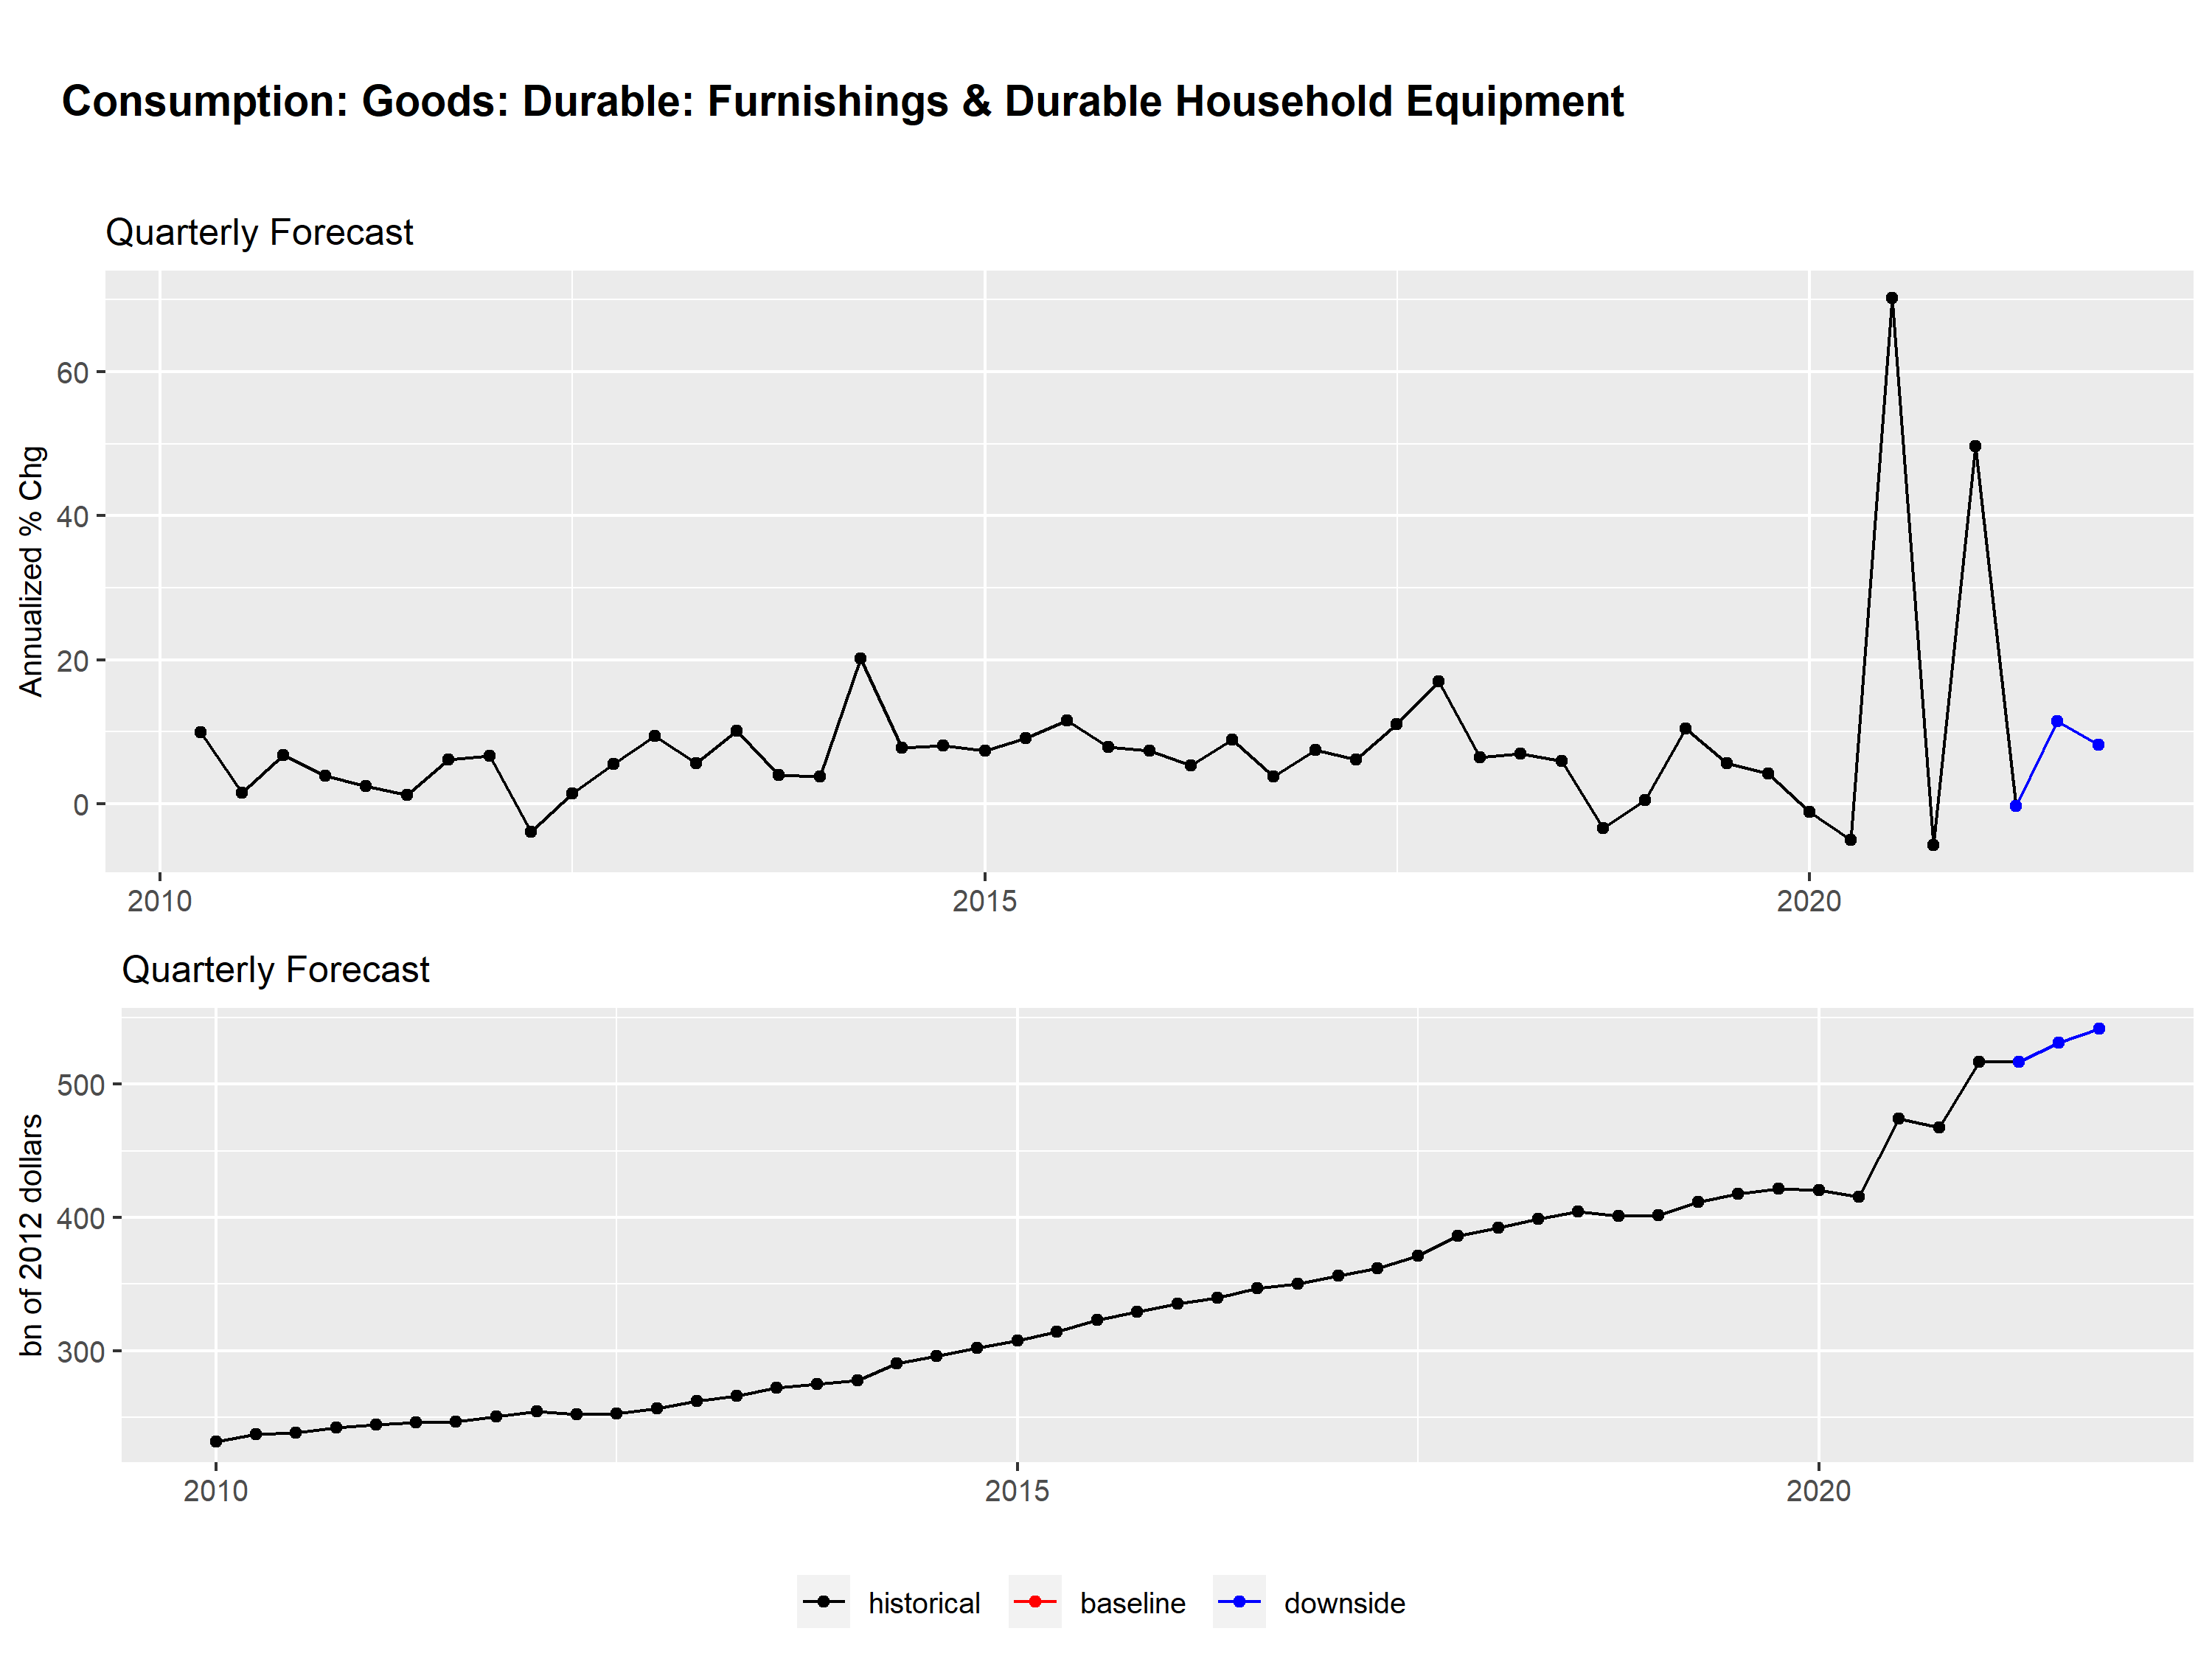 Consumption: Goods: Durable: Furnishings & Durable Household Equipment
Quarterly Forecast
Annualized % Chg
60
40
20
0
2010
2015
2020
Quarterly Forecast
bn of 2012 dollars
500
400
300
2010
2015
2020
historical
baseline
downside